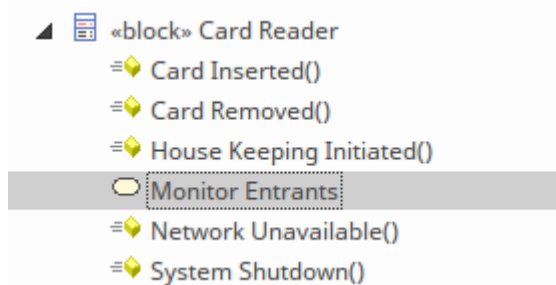 «block» Card Reader
Card Inserted()
Card Removed()
House Keeping Initiated()
Monitor Entrants
Network Unavailable()
System Shutdown()